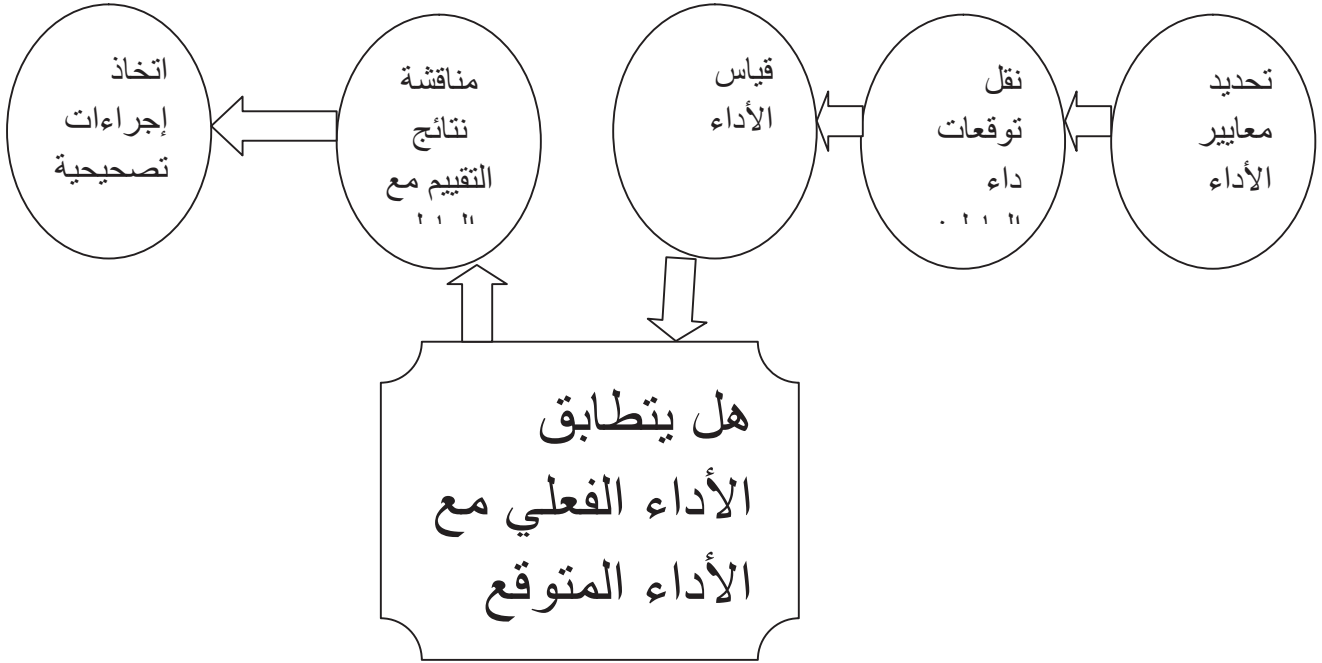 تحديد
معايير
الأداء
نقل
توقعات
داء
قياس
الأداء
هل يتطابق
الأداء الفعلي مع
الأداء المتوقع
مناقشة
نتائج
التقييم مع
اتخاذ
إجراءات
تصحيحية